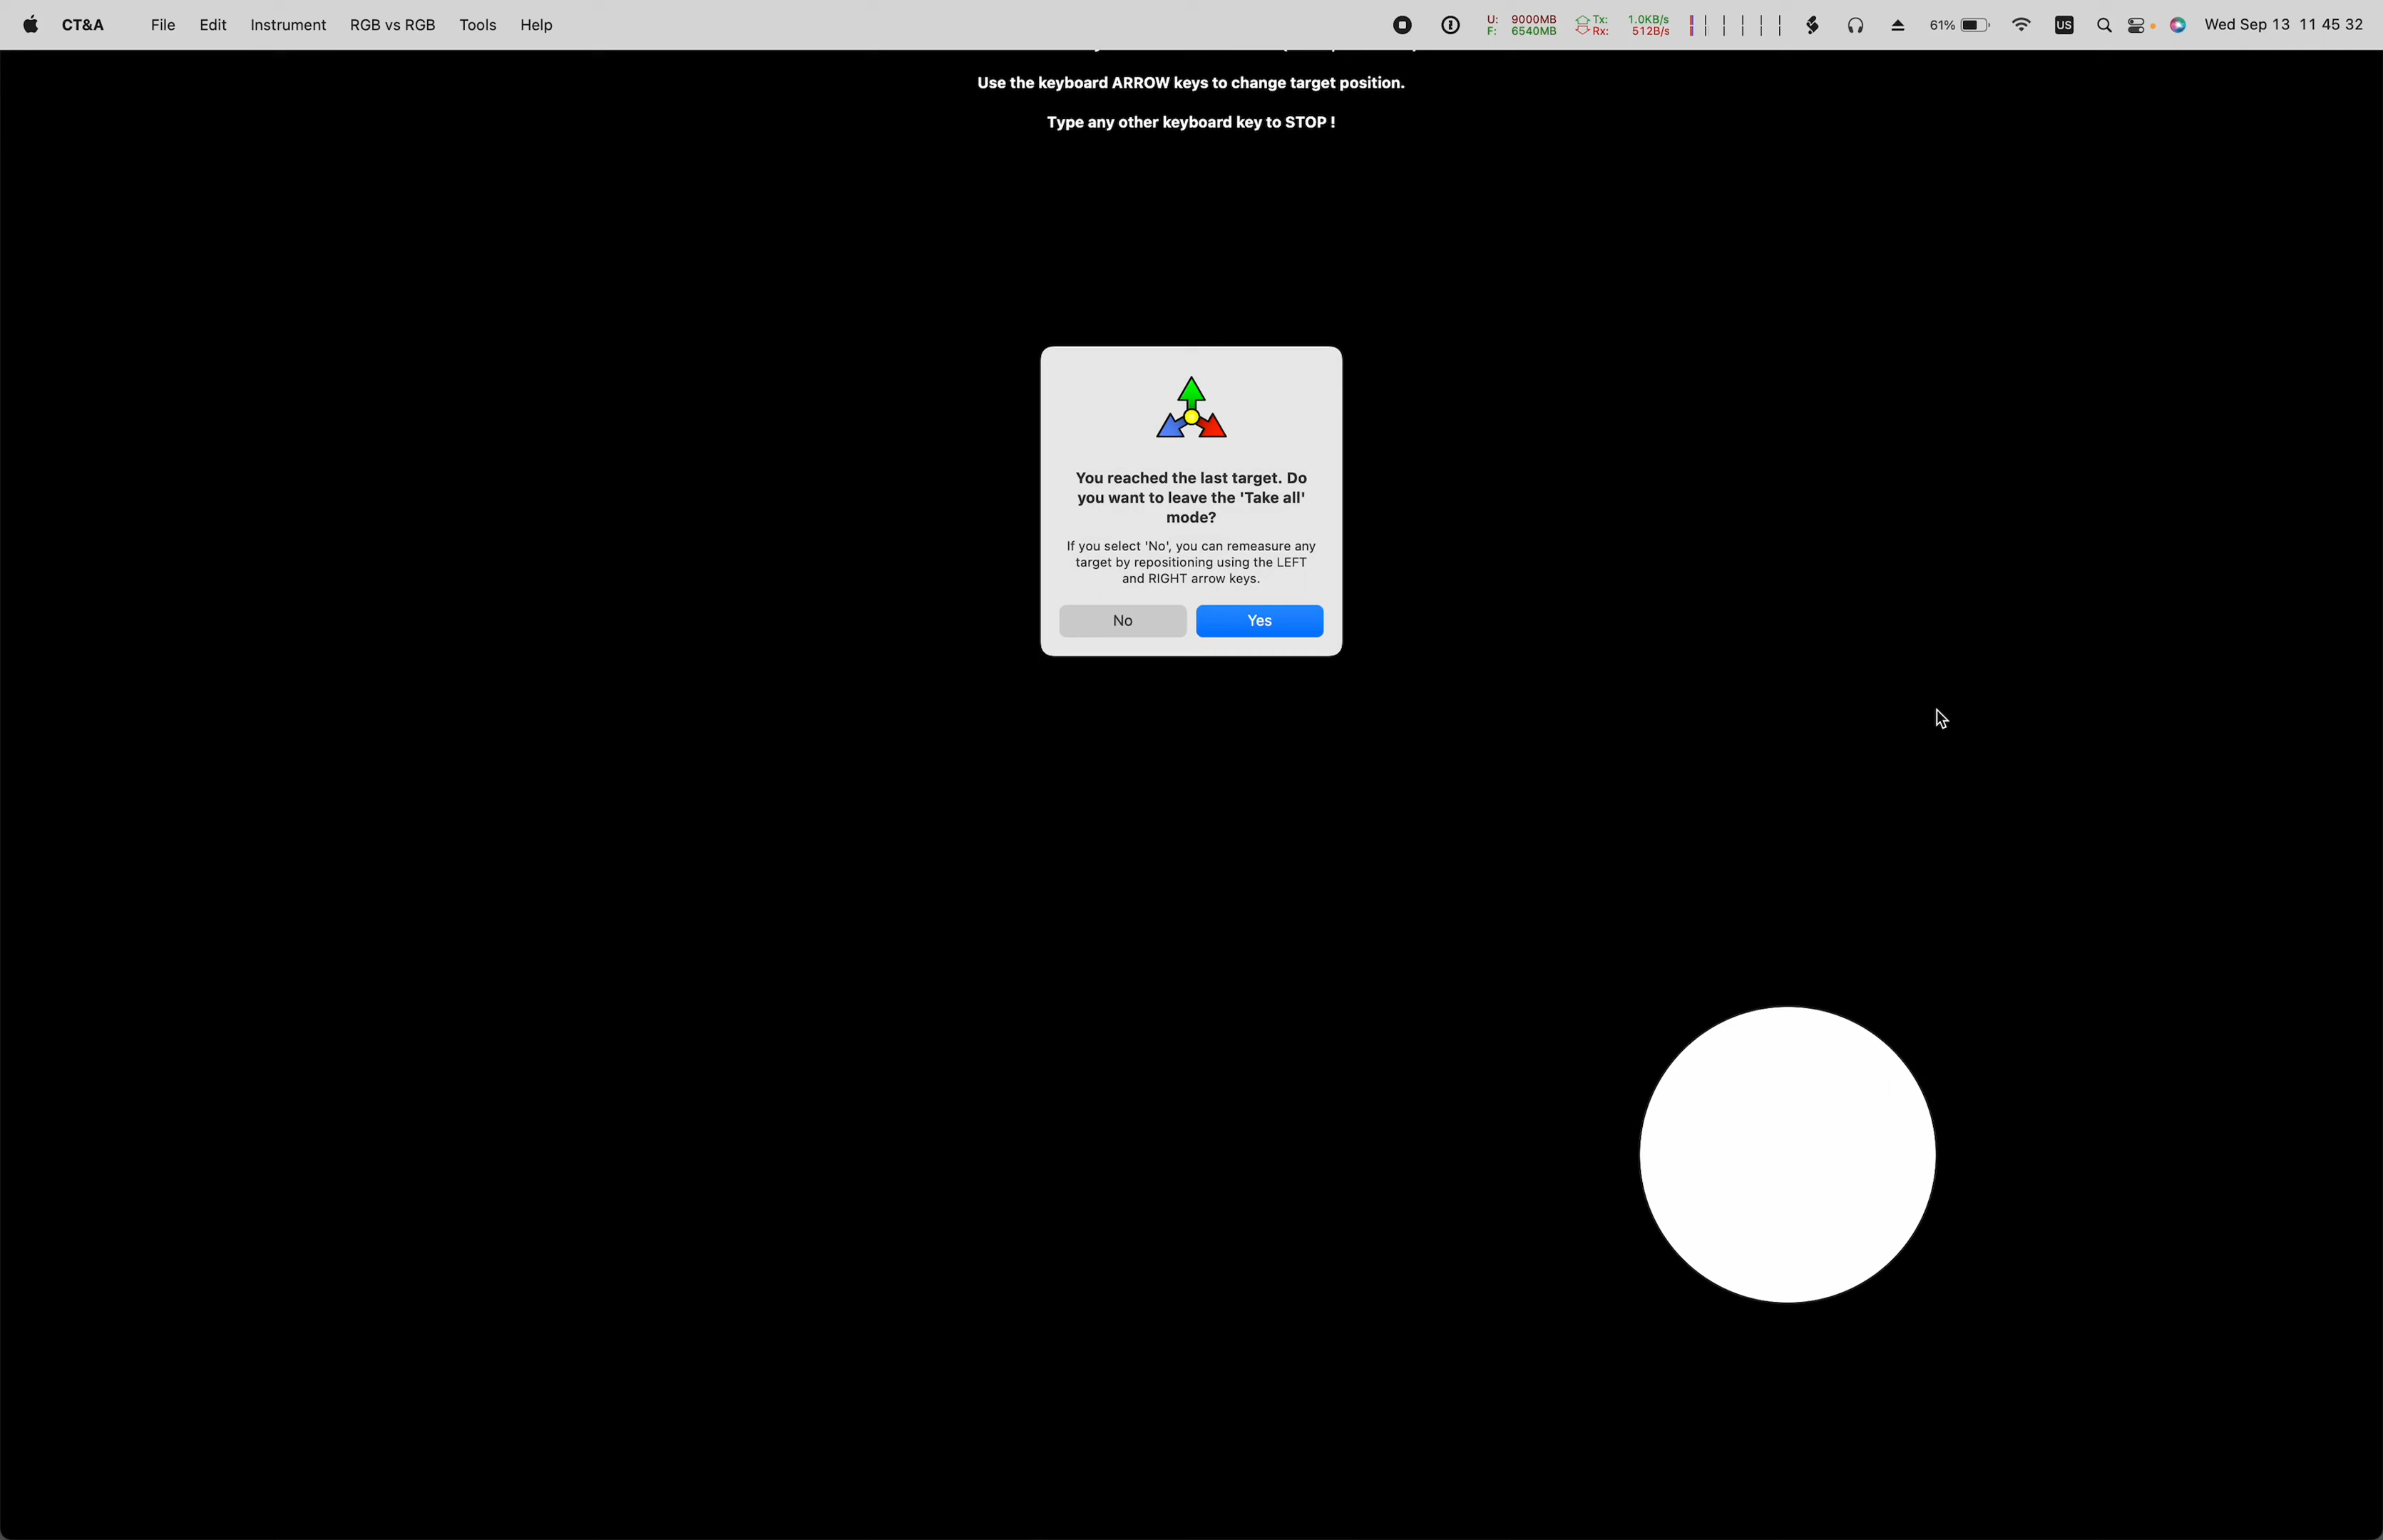 CT&A File Edit Instrument RGB vs RGB Tools Help U: 9000MB Tx: 1.0KB/s 61% US Wed Sep 13 11 45 32
F: 6540MB Rx: 512B/s
Use the keyboard ARROW keys to change target position.
Type any other keyboard key to STOP !
You reached the last target. Do
you want to leave the 'Take all'
mode?
If you select 'No', you can remeasure any
target by repositioning using the LEFT
and RIGHT arrow keys.
No Yes